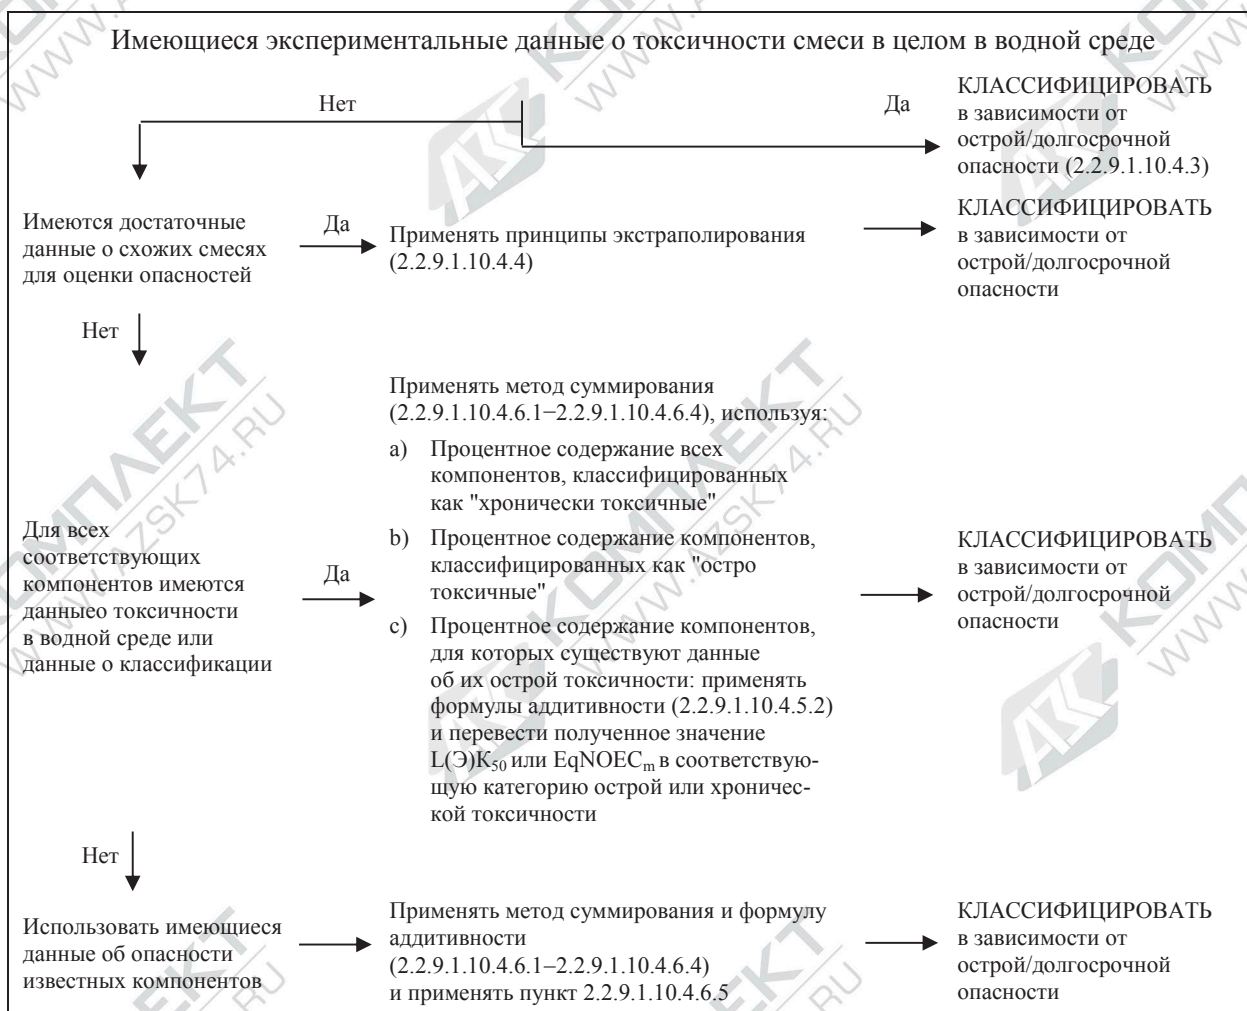 Имеющиеся экспериментальные данные о токсичности смеси в целом в водной среде
Нет
Да
КЛАССИФИЦИРОВАТЬ
в зависимости от
острой/долгосрочной
опасности (2.2.9.1.10.4.3)
Имеются достаточные
данные о схожих смесях
для оценки опасностей
Да
Применять принципы экстраполирования
(2.2.9.1.10.4.4)
КЛАССИФИЦИРОВАТЬ
в зависимости от
острой/долгосрочной
опасности
Нет
Для всех
соответствующих
компонентов имеются
данныео токсичности
в водной среде или
данные о классификации
Да
Применять метод суммирования
(2.2.9.1.10.4.6.1−2.2.9.1.10.4.6.4), используя:
a) Процентное содержание всех
компонентов, классифицированных
как "хронически токсичные"
b) Процентное содержание компонентов,
классифицированных как "остро
токсичные"
c) Процентное содержание компонентов,
для которых существуют данные
об их острой токсичности: применять
формулы аддитивности (2.2.9.1.10.4.5.2)
и перевести полученное значение
L(Э)К50 или EqNOECm в соответствую-
щую категорию острой или хроничес-
кой токсичности
КЛАССИФИЦИРОВАТЬ
в зависимости от
острой/долгосрочной
опасности
Нет
Использовать имеющиеся
данные об опасности
известных компонентов
Применять метод суммирования и формулу
аддитивности
(2.2.9.1.10.4.6.1−2.2.9.1.10.4.6.4)
и применять пункт 2.2.9.1.10.4.6.5
КЛАССИФИЦИРОВАТЬ
в зависимости от
острой/долгосрочной
опасности
КОМПЛЕКТ
WWW.AZSK74.RU